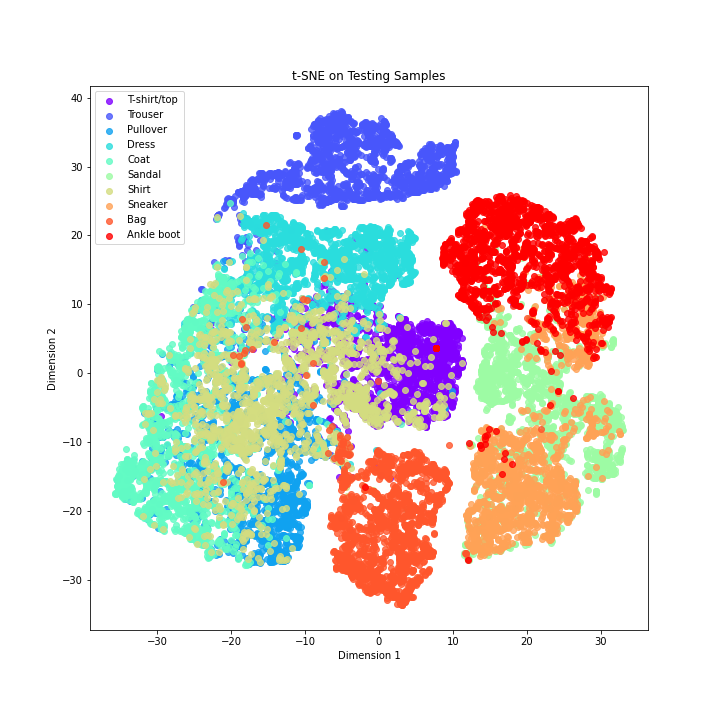 t-SNE on Testing Samples
T-shirt/top
Trouser
Pullover
Dress
Coat
Sandal
Shirt
Sneaker
Bag
Ankle boot
40
30
20
10
0
−10
−20
−30
Dimension 2
−30 −20 −10 0 10 20 30
Dimension 1